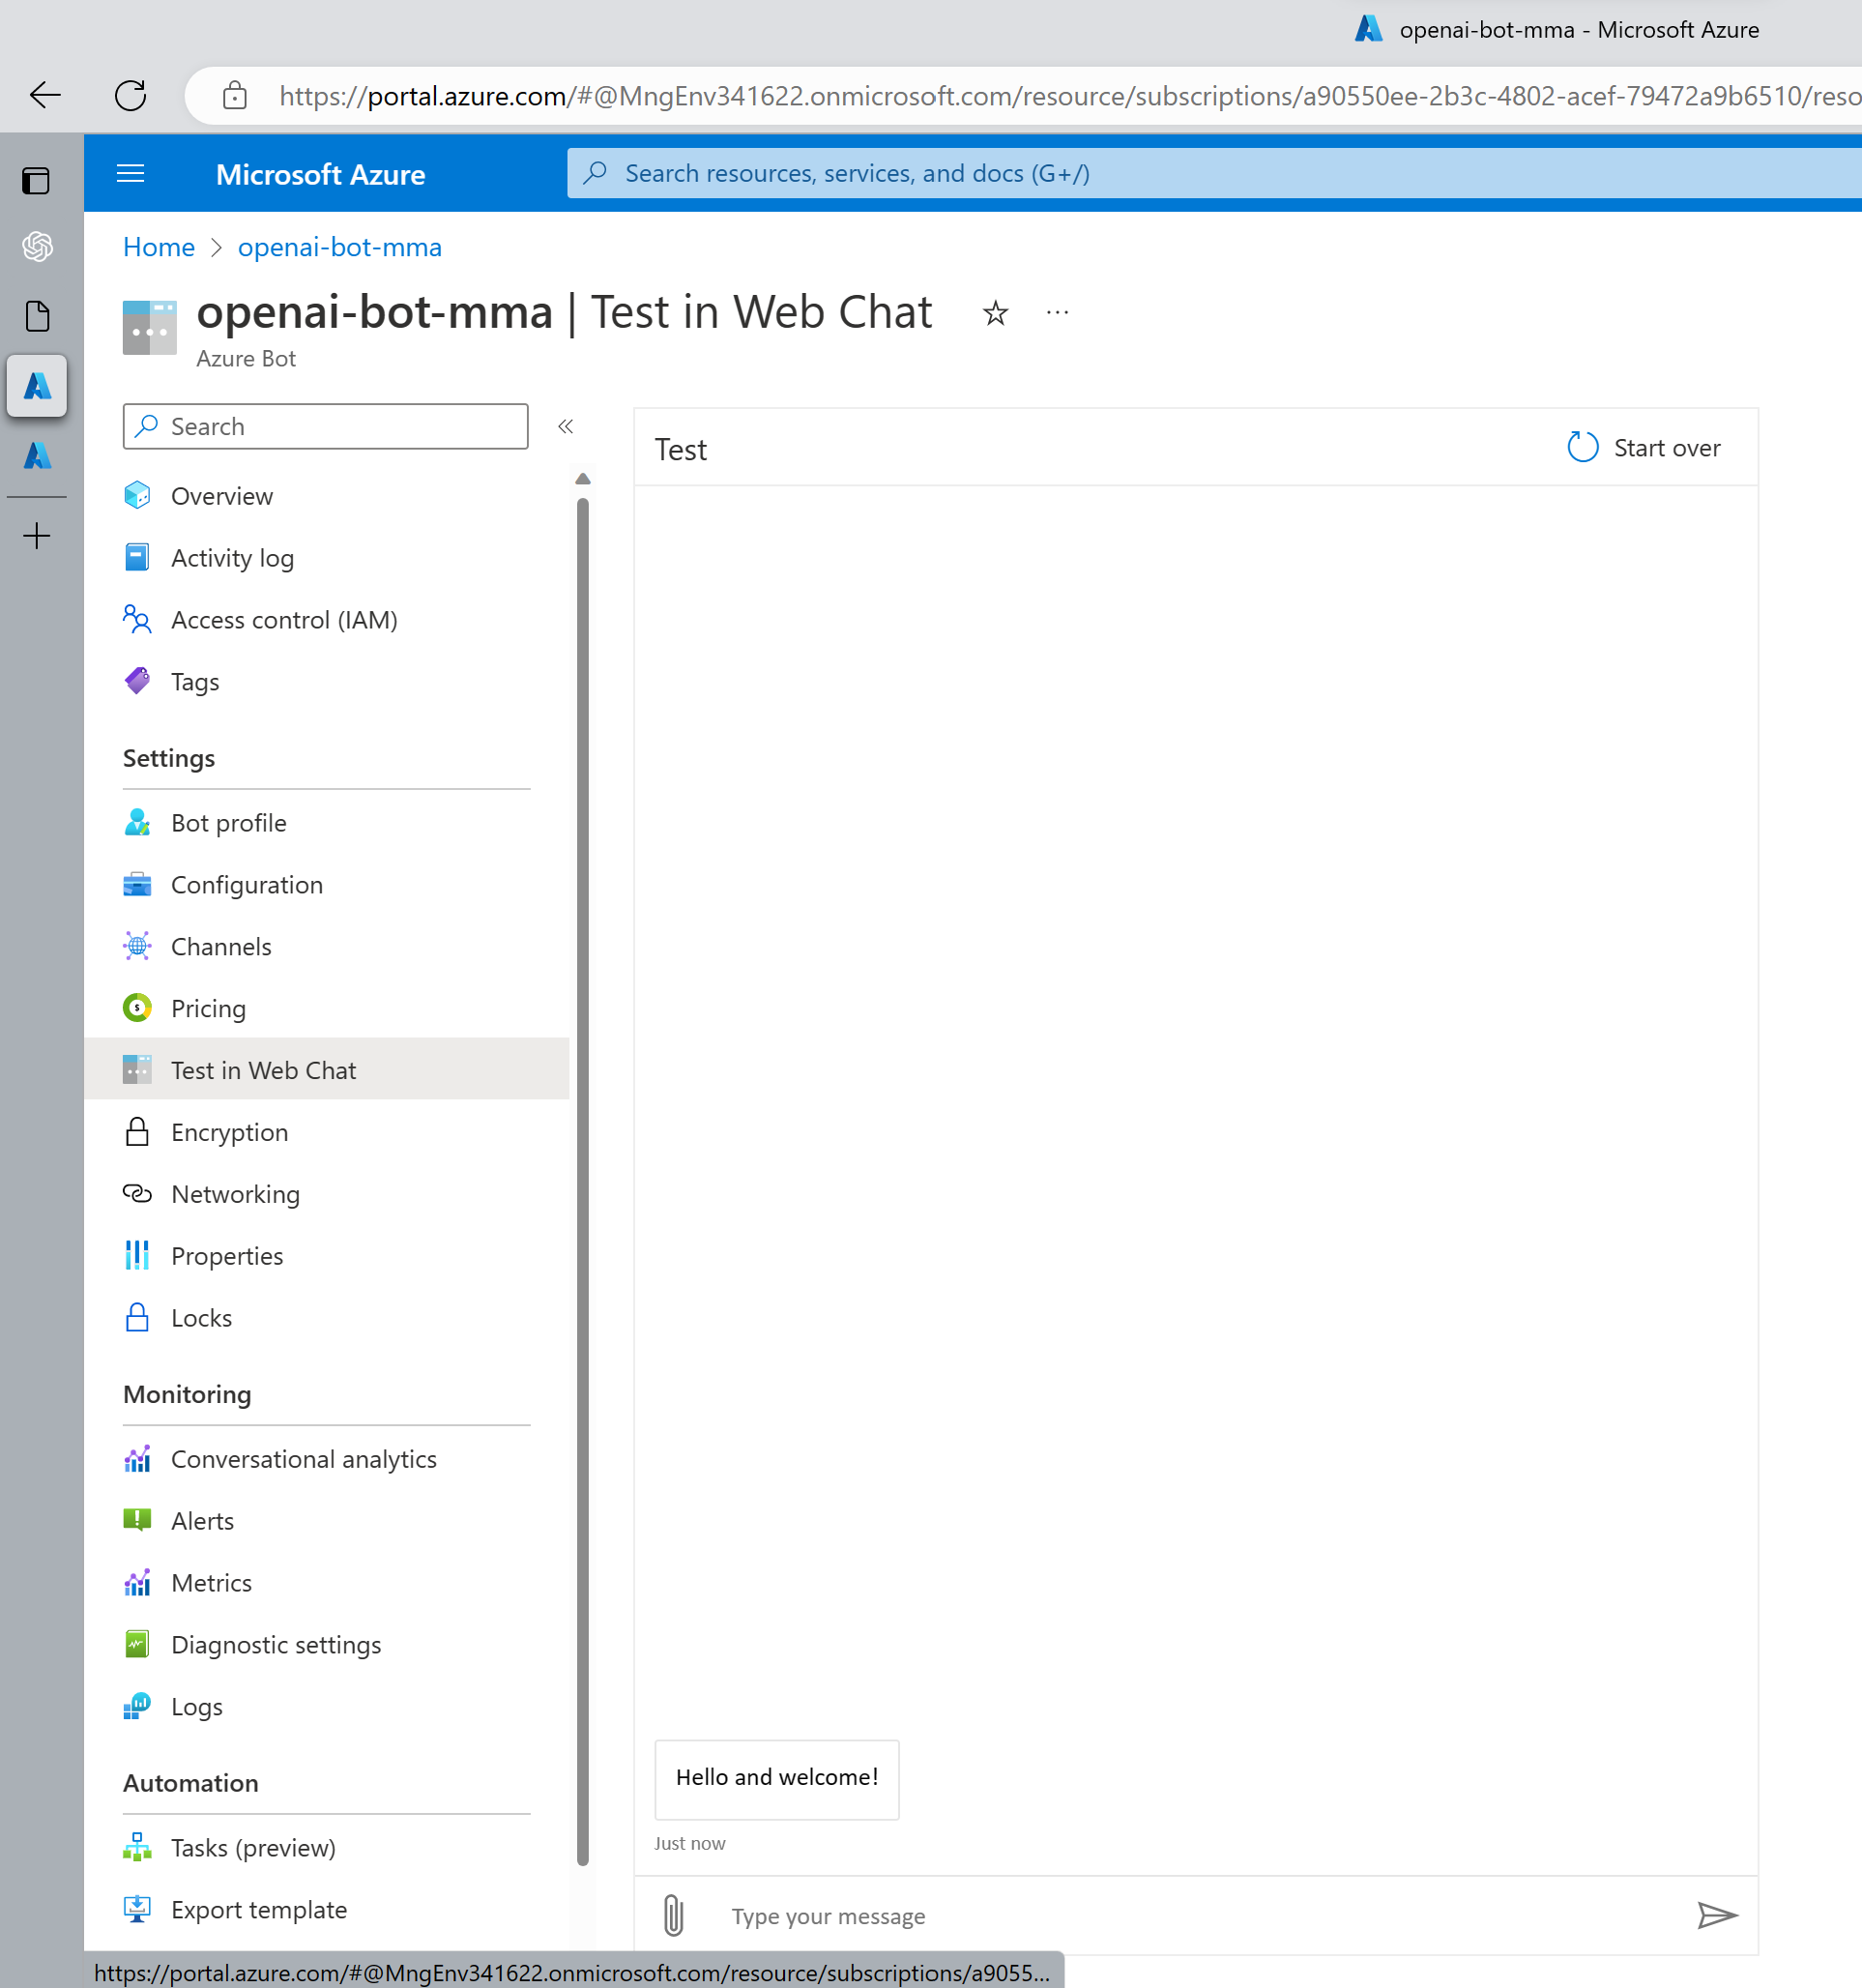 openai-bot-mma - Microsoft Azure
https://portal.azure.com/#@MngEnv341622.onmicrosoft.com/resource/subscriptions/a90550ee-2b3c-4802-acef-79472a9b6510/reso
Microsoft Azure
Search resources, services, and docs (G+/)
Home > openai-bot-mma
openai-bot-mma | Test in Web Chat
Azure Bot
Search
Overview
Activity log
Access control (IAM)
Tags
Settings
Bot profile
Configuration
Channels
Pricing
Test in Web Chat
Encryption
Networking
Properties
Locks
Monitoring
Conversational analytics
Alerts
Metrics
Diagnostic settings
Logs
Automation
Tasks (preview)
Export template
Test
Start over
Hello and welcome!
Just now
Type your message
https://portal.azure.com/#@MngEnv341622.onmicrosoft.com/resource/subscriptions/a9055...